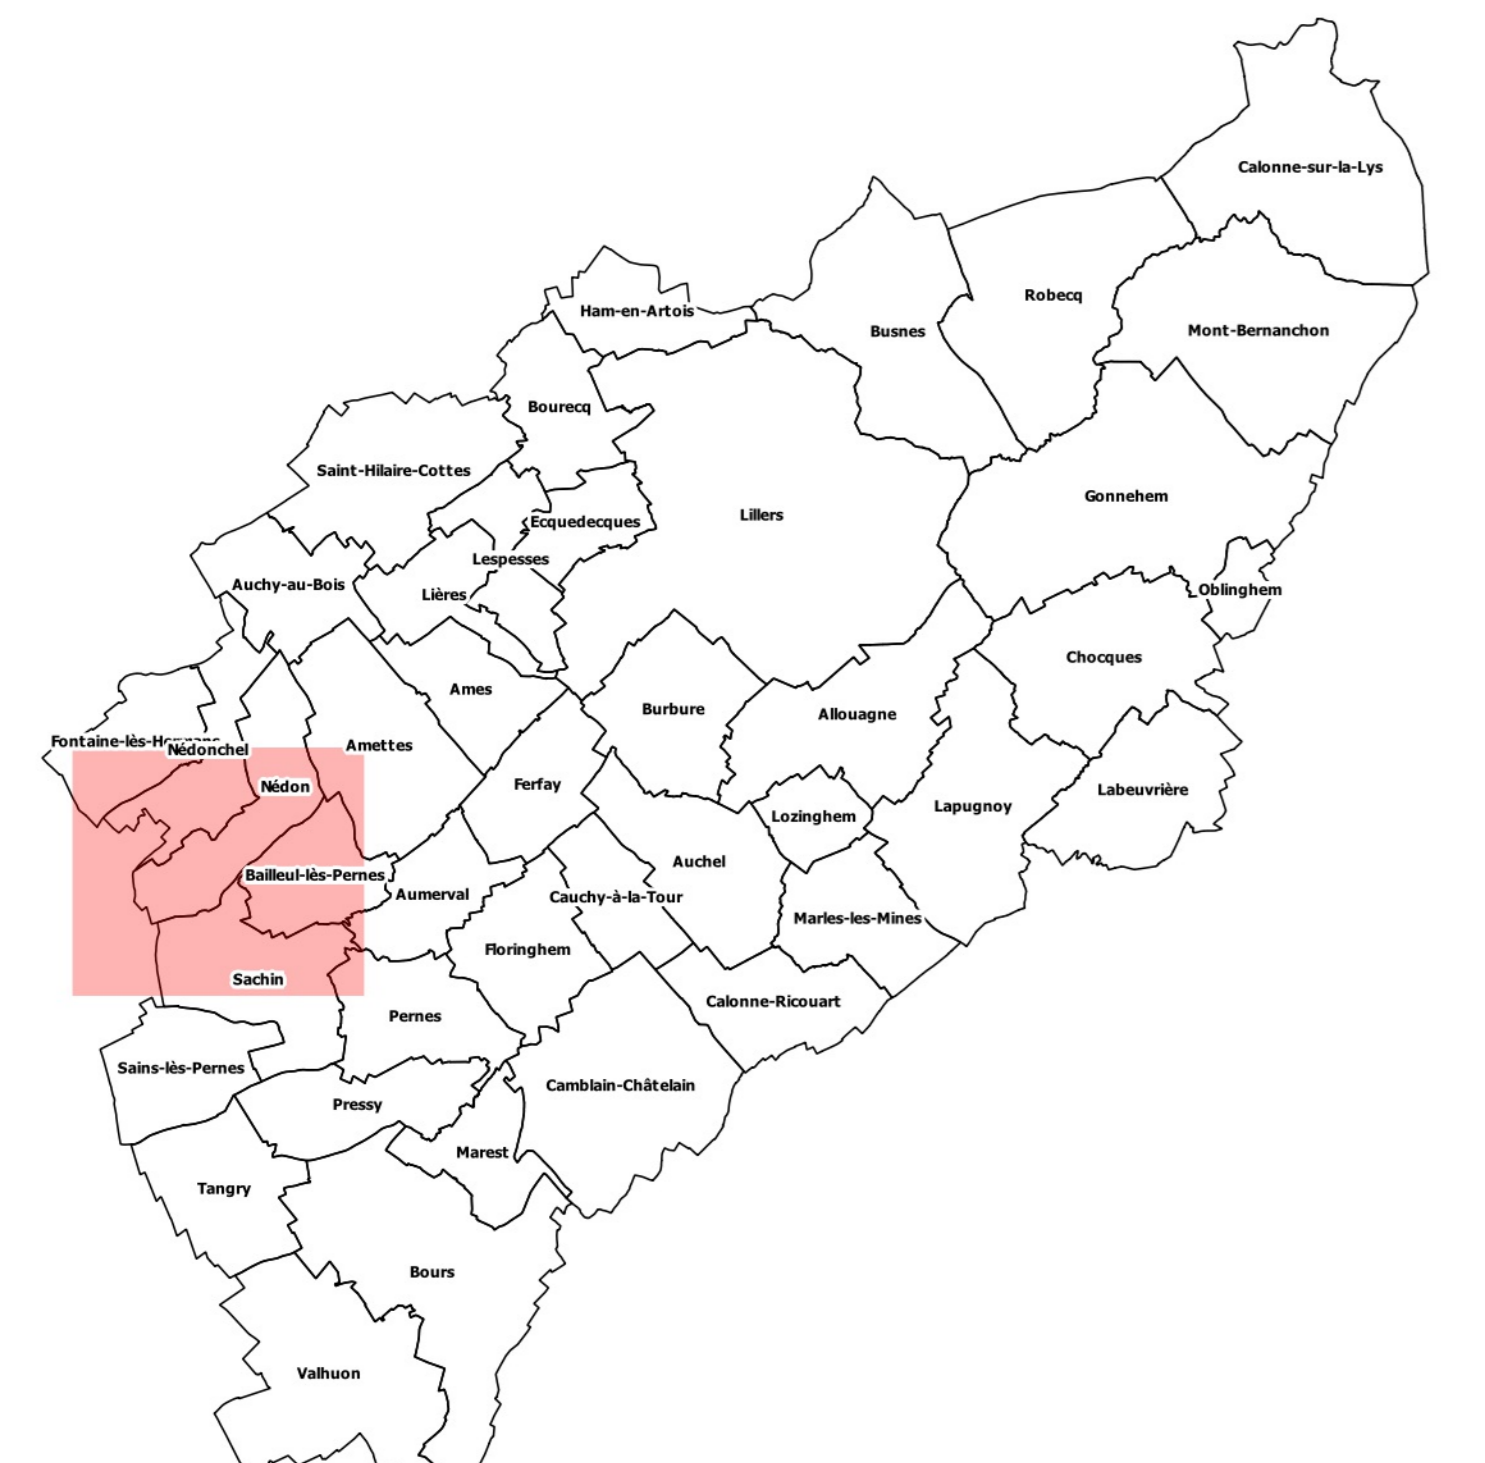 Calonne-sur-la-Lys
Robecq
Ham-en-Artois
Busnes
Mont-Bernanchon
Bourecq
Saint-Hilaire-Cottes
Gonnehem
Lillers
Ecquedecques
Lespesses
Auchy-au-Bois
Oblinghem
Lières
Chocques
Ames
Burbure
Allouagne
Fontaine-lès-Hermans
Nédonchel
Amettes
Nédon
Ferfay
Labeuvrière
Lapugnoy
Lozinghem
Auchel
Bailleul-lès-Pernes
Aumerval
Cauchy-à-la-Tour
Marles-les-Mines
Floringhem
Sachin
Calonne-Ricouart
Pernes
Sains-lès-Pernes
Camblain-Châtelain
Pressy
Marest
Tangry
Bours
Valhuon